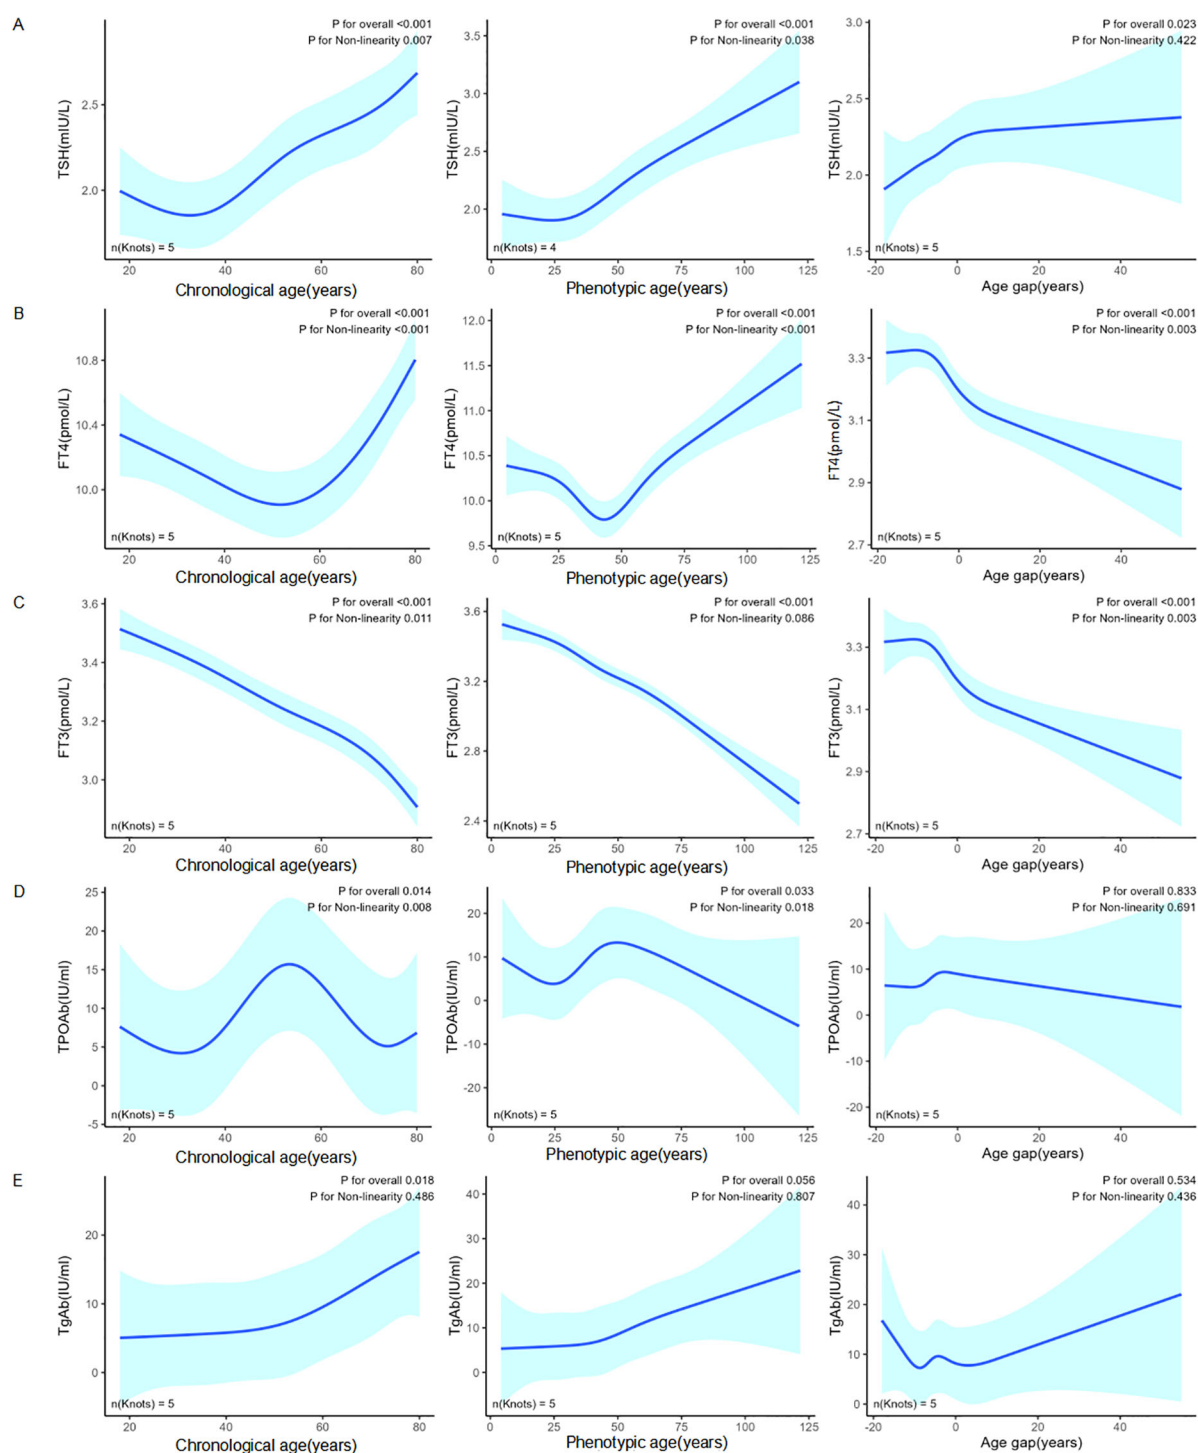 A
P for overall <0.001
P for Non-linearity 0.007
2.5
2.0
TSH(mIU/L)
n(Knots) = 5
20 40 60 80
Chronological age(years)
P for overall <0.001
P for Non-linearity 0.038
3.5
3.0
2.5
2.0
TSH(mIU/L)
n(Knots) = 4
0 25 50 75 100 125
Phenotypic age(years)
P for overall 0.023
P for Non-linearity 0.422
3.0
2.5
2.0
1.5
TSH(mIU/L)
n(Knots) = 5
-20 0 20 40
Age gap(years)
B
P for overall <0.001
P for Non-linearity <0.001
10.8
10.4
10.0
FT4(pmol/L)
n(Knots) = 5
20 40 60 80
Chronological age(years)
P for overall <0.001
P for Non-linearity <0.001
12.0
11.5
11.0
10.5
10.0
9.5
FT4(pmol/L)
n(Knots) = 5
0 25 50 75 100 125
Phenotypic age(years)
P for overall <0.001
P for Non-linearity 0.003
3.3
3.1
2.9
2.7
FT4(pmol/L)
n(Knots) = 5
-20 0 20 40
Age gap(years)
C
P for overall <0.001
P for Non-linearity 0.011
3.6
3.4
3.2
3.0
FT3(pmol/L)
n(Knots) = 5
20 40 60 80
Chronological age(years)
P for overall <0.001
P for Non-linearity 0.086
3.6
3.2
2.8
2.4
FT3(pmol/L)
n(Knots) = 5
0 25 50 75 100 125
Phenotypic age(years)
P for overall <0.001
P for Non-linearity 0.003
3.3
3.1
2.9
2.7
FT3(pmol/L)
n(Knots) = 5
-20 0 20 40
Age gap(years)
D
P for overall 0.014
P for Non-linearity 0.008
25
20
15
10
5
0
-5
TPOAb(IU/ml)
n(Knots) = 5
20 40 60 80
Chronological age(years)
P for overall 0.033
P for Non-linearity 0.018
20
10
0
-10
-20
TPOAb(IU/ml)
n(Knots) = 5
0 25 50 75 100 125
Phenotypic age(years)
P for overall 0.833
P for Non-linearity 0.691
20
10
0
-10
-20
TPOAb(IU/ml)
n(Knots) = 5
-20 0 20 40
Age gap(years)
E
P for overall 0.018
P for Non-linearity 0.486
20
10
0
TgAb(IU/ml)
n(Knots) = 5
20 40 60 80
Chronological age(years)
P for overall 0.056
P for Non-linearity 0.807
40
30
20
10
0
TgAb(IU/ml)
n(Knots) = 5
0 25 50 75 100 125
Phenotypic age(years)
P for overall 0.534
P for Non-linearity 0.436
40
30
20
10
0
TgAb(IU/ml)
n(Knots) = 5
-20 0 20 40
Age gap(years)